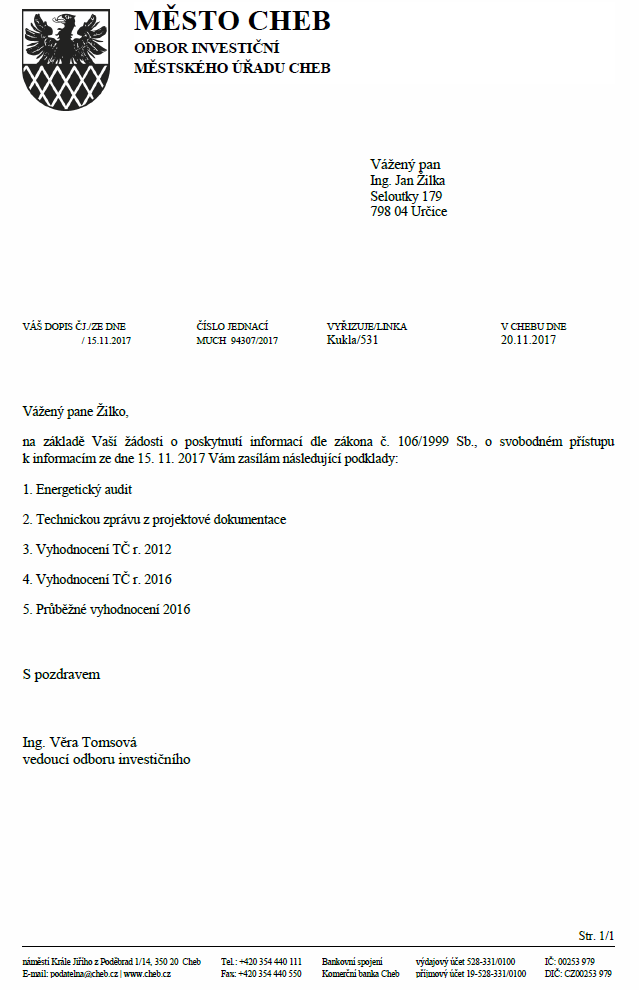 MĚSTO CHEB
ODBOR INVESTIČNÍ
MĚSTSKÉHO ÚŘADU CHEB
Vážený pan
Ing. Jan Žilka
Seloutky 179
798 04 Určice
VÁŠ DOPIS ČJ./ZE DNE ČÍSLO JEDNACÍ VYŘIZUJE/LINKA V CHEBU DNE
/ 15.11.2017 MUCH 94307/2017 Kukla/531 20.11.2017
Vážený pane Žilko,
na základě Vaší žádosti o poskytnutí informací dle zákona č. 106/1999 Sb., o svobodném přístupu
k informacím ze dne 15. 11. 2017 Vám zasílám následující podklady:
1. Energetický audit
2. Technickou zprávu z projektové dokumentace
3. Vyhodnocení TČ r. 2012
4. Vyhodnocení TČ r. 2016
5. Průběžné vyhodnocení 2016
S pozdravem
Ing. Věra Tomsová
vedoucí odboru investičního
Str. 1/1
náměstí Krále Jiřího z Poděbrad 1/14, 350 20 Cheb Tel.: +420 354 440 111 Bankovní spojení výdajový účet 528-331/0100 IČ: 00253 979
E-mail: podatelna@cheb.cz | www.cheb.cz Fax: +420 354 440 550 Komerční banka Cheb příjmový účet 19-528-331/0100 DIČ: CZ00253 979